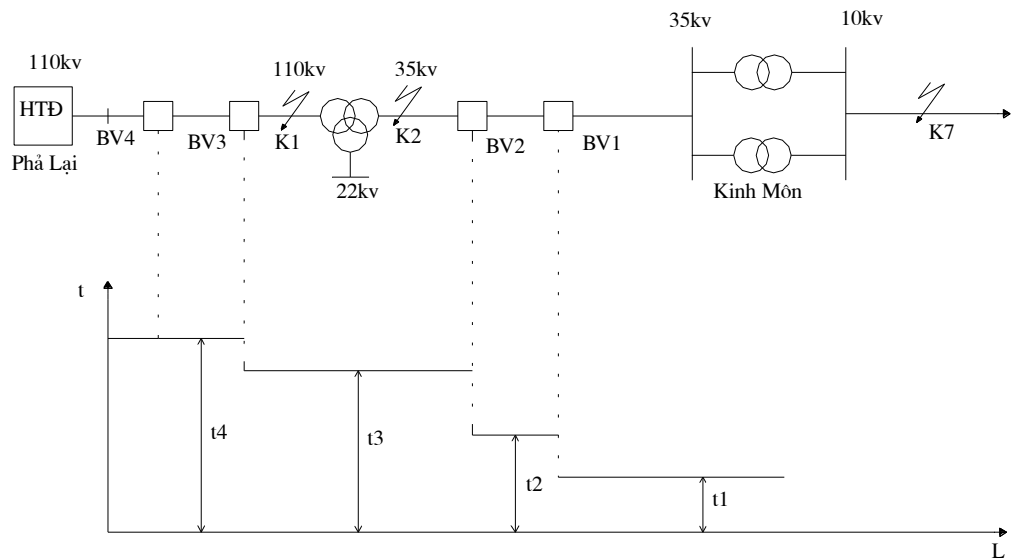 35kv
10kv
110kv
110kv
35kv
HTĐ
BV4
BV3
K1
K2
BV2
BV1
K7
Phả Lại
22kv
Kinh Môn
t
t4
t3
t2
t1
L